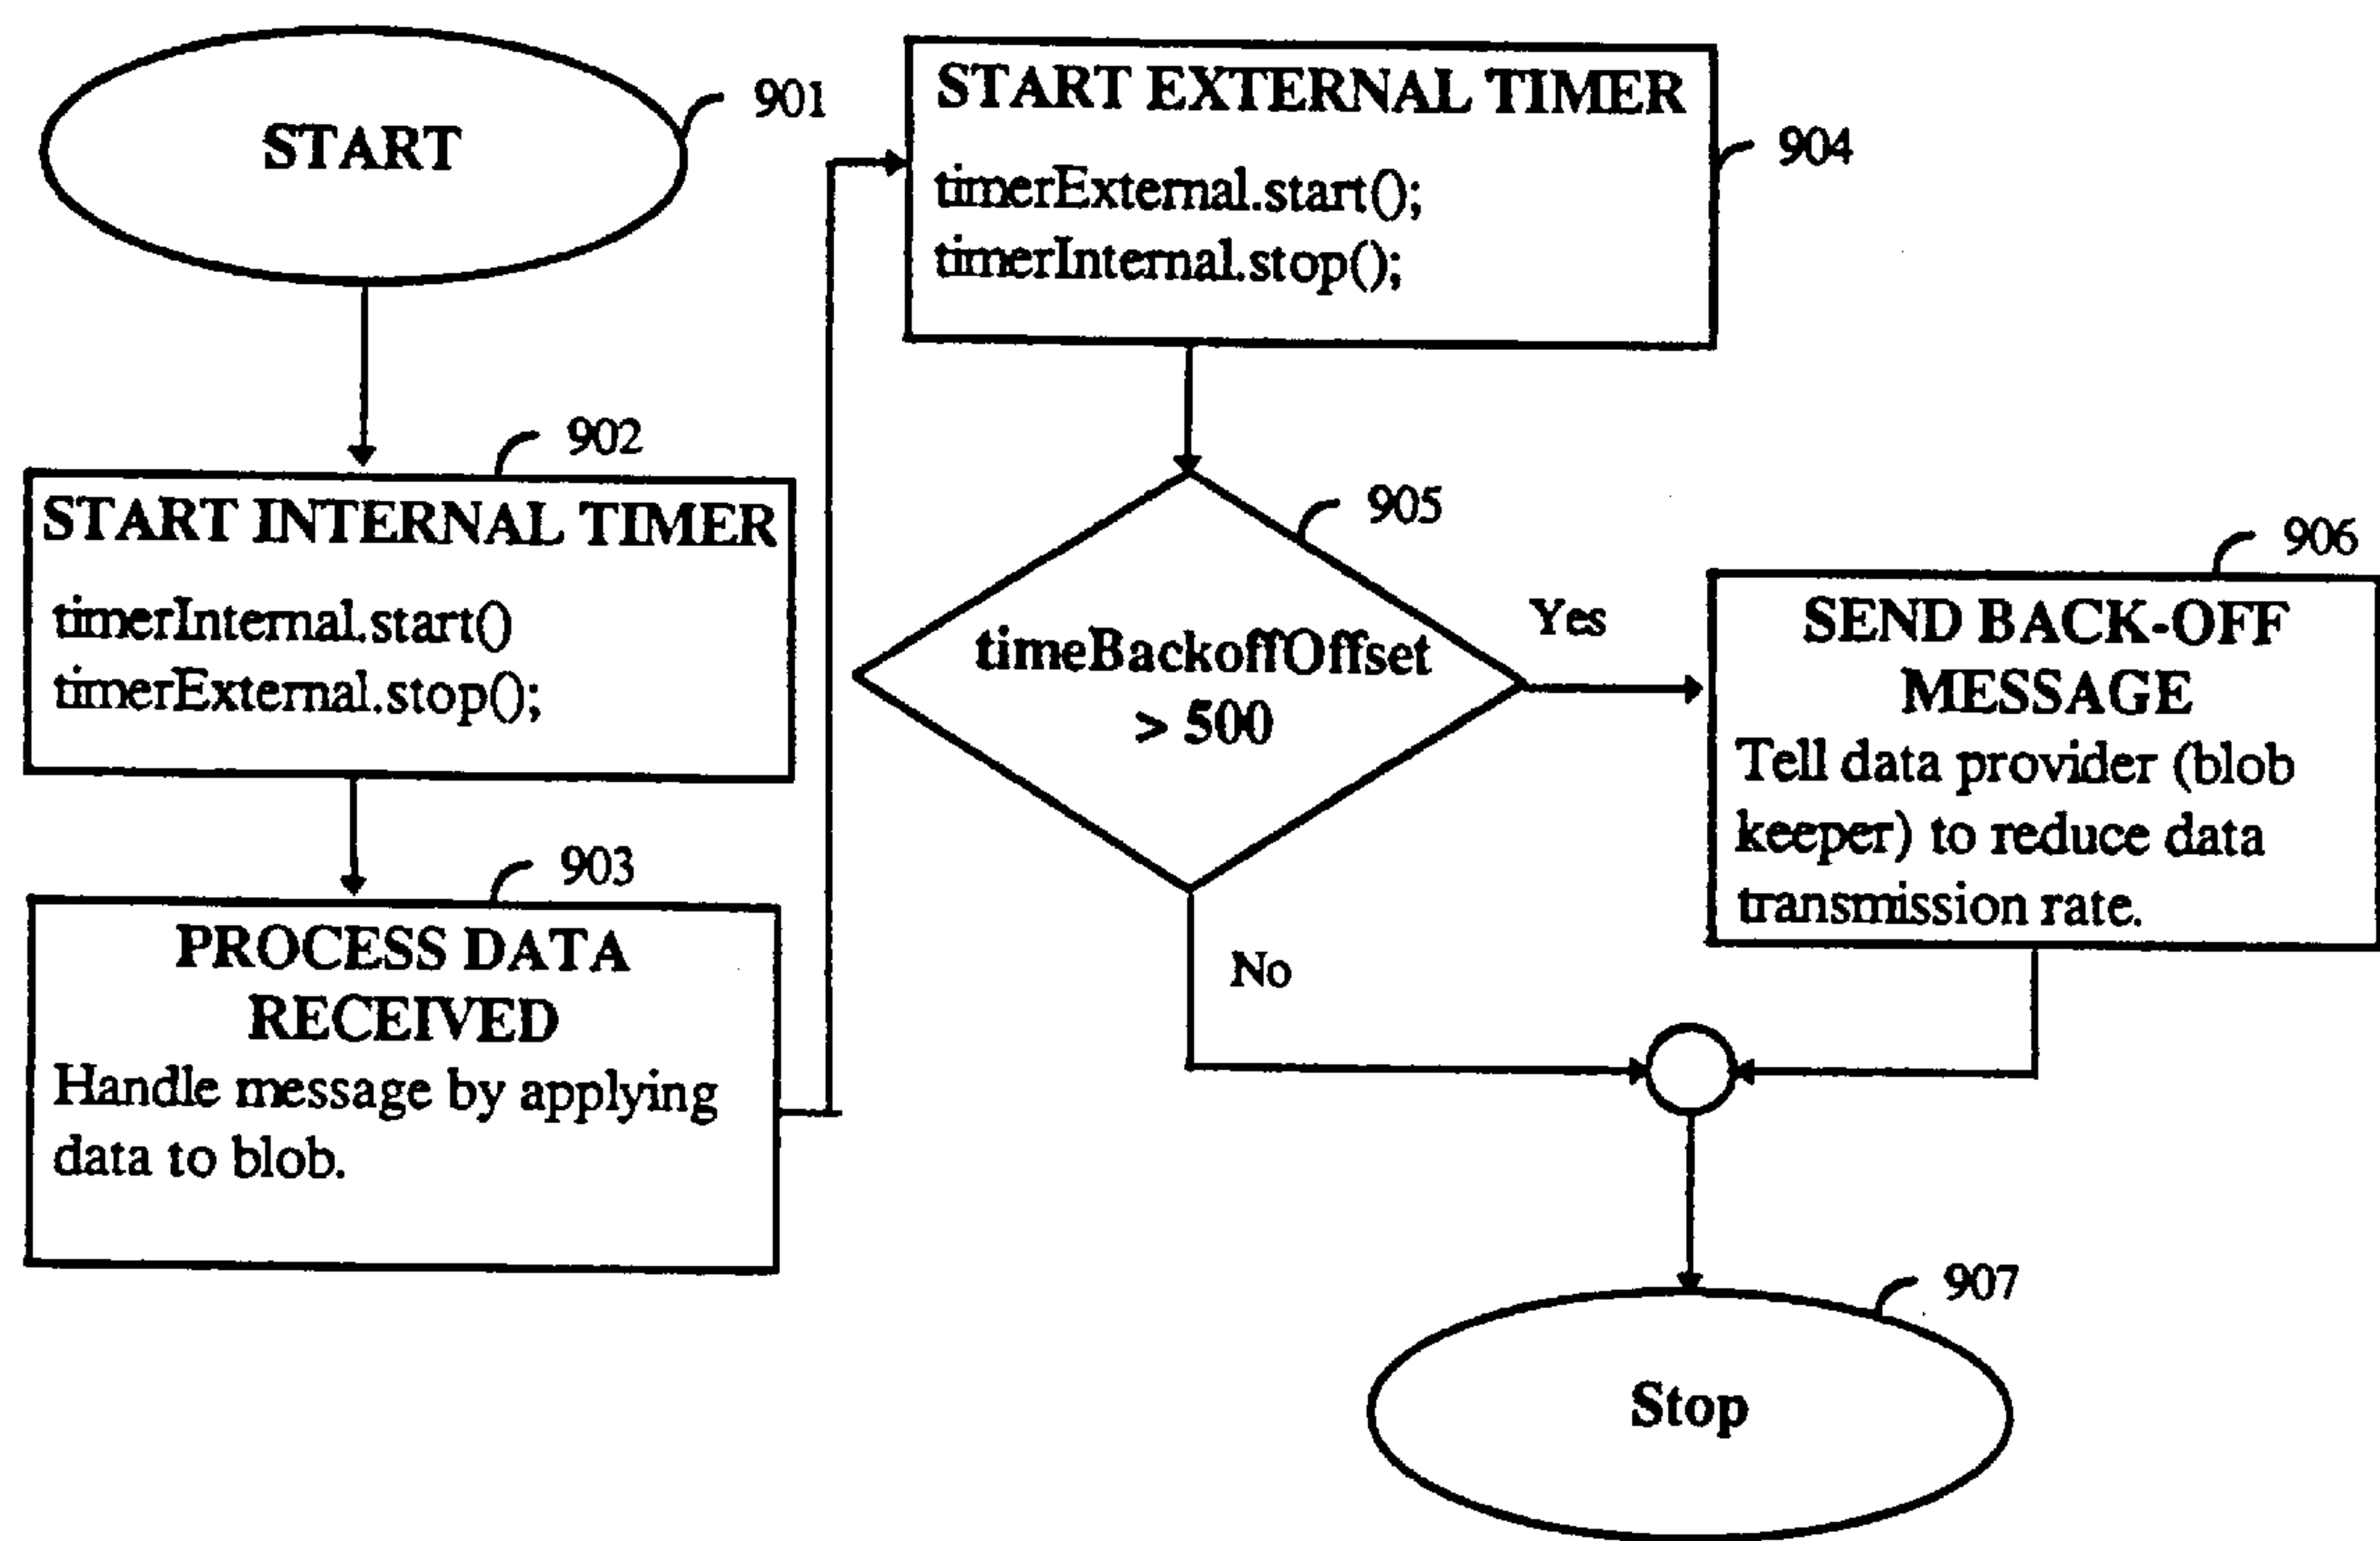 START
901
902
START INTERNAL TIMER
timerInternal.start()
timerExternal.stop();
903
PROCESS DATA
RECEIVED
Handle message by applying
data to blob.
START EXTERNAL TIMER
timerExternal.start();
timerInternal.stop();
904
905
timeBackoffOffset
> 500
Yes
No
906
SEND BACK-OFF
MESSAGE
Tell data provider (blob
keeper) to reduce data
transmission rate.
907
Stop